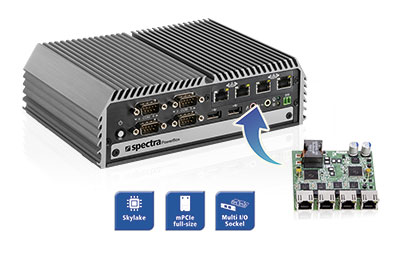 spectra PowerBox
Skylake
mPCIe
full-size
Multi I/O
Sockel